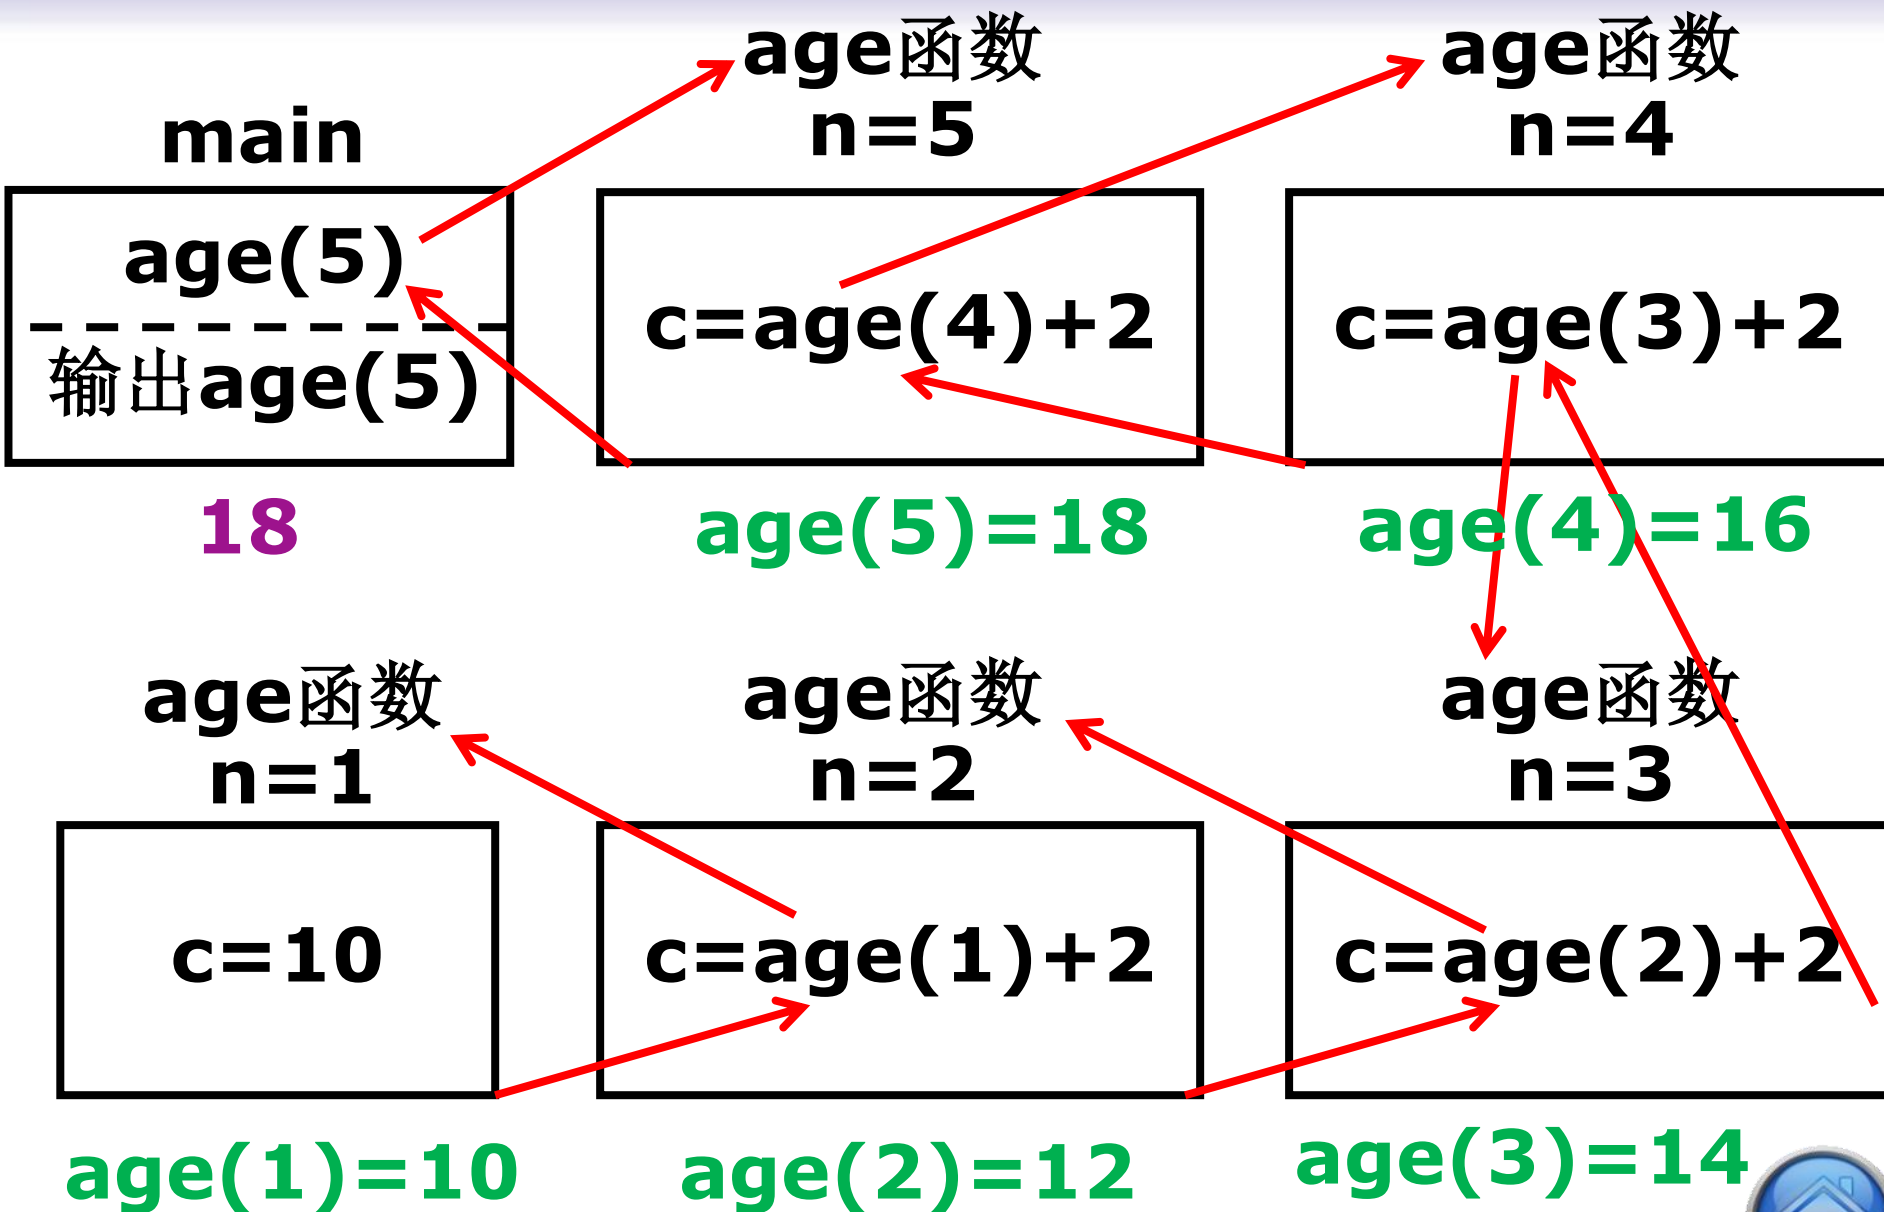 main
age(5)
输出age(5)
18
age函数
n=5
c=age(4)+2
age(5)=18
age函数
n=4
c=age(3)+2
age(4)=16
age函数
n=1
c=10
age(1)=10
age函数
n=2
c=age(1)+2
age(2)=12
age函数
n=3
c=age(2)+2
age(3)=14